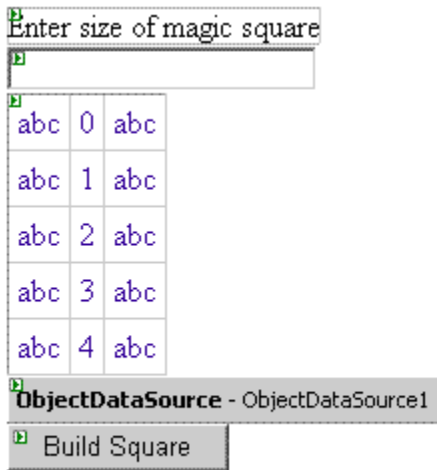 Enter size of magic square
abc 0 abc
abc 1 abc
abc 2 abc
abc 3 abc
abc 4 abc
ObjectDataSource - ObjectDataSource1
Build Square